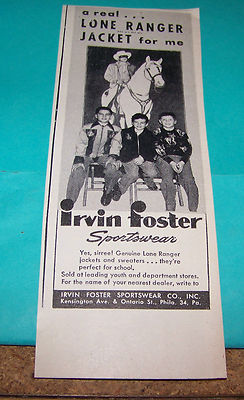 a real...
LONE RANGER
JACKET for me
Irvin Foster
Sportswear
Yes, sirree! Genuine Lone Ranger
jackets and sweaters ... they're
perfect for school,
Sold at leading youth and department stores.
For the name of your nearest dealer, write to
IRVIN FOSTER SPORTSWEAR CO., INC.
Kensington Ave. & Ontario St., Phila. 34, Pa.